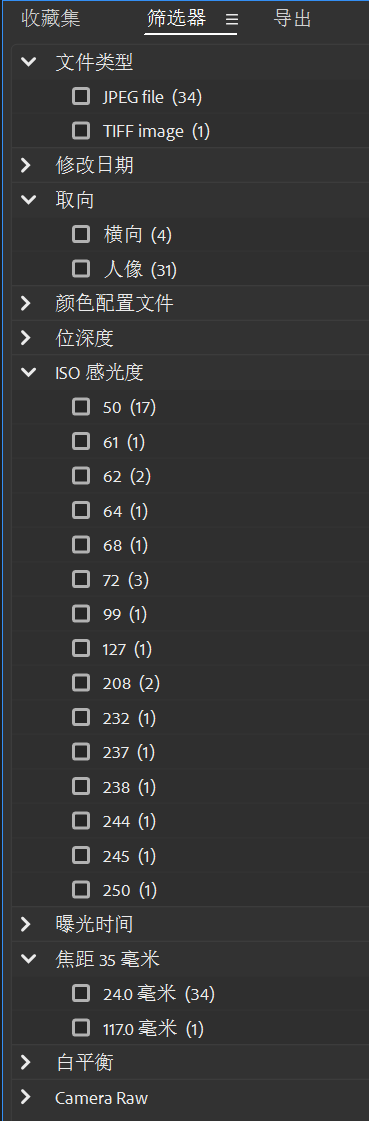 收藏集 筛选器 导出
文件类型
JPEG file (34)
TIFF image (1)
修改日期
取向
横向 (4)
人像 (31)
颜色配置文件
位深度
ISO 感光度
50 (17)
61 (1)
62 (2)
64 (1)
68 (1)
72 (3)
99 (1)
127 (1)
208 (2)
232 (1)
237 (1)
238 (1)
244 (1)
245 (1)
250 (1)
曝光时间
焦距 35 毫米
24.0 毫米 (34)
117.0 毫米 (1)
白平衡
Camera Raw